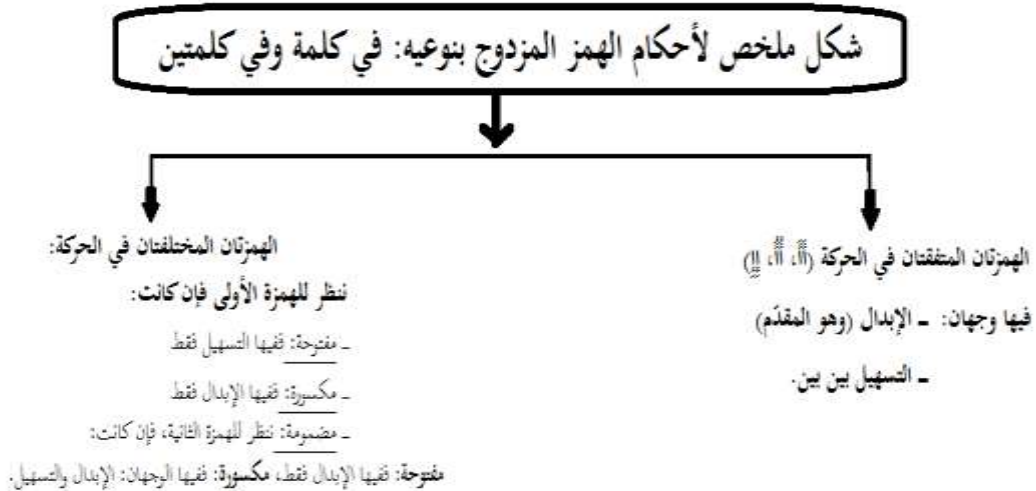 شكل ملخص لأحكام الهمز المزدوج بنوعيه: في كلمة وفي كلمتين
الهمزتان المتفقتان في الحركة
فيها وجهان: ـ الإبدال (وهو المقدّم)
ـ التسهيل بين بين.
الهمزتان المختلفتان في الحركة:
ننظر للهمزة الأولى فإن كانت:
ـ مفتوحة: ففيها التسهيل فقط
ـ مكسورة: ففيها الإبدال فقط
ـ مضمومة: ننظر للهمزة الثانية، فإن كانت:
مفتوحة: ففيها الإبدال فقط، مكسورة: ففيها الوجهان: الإبدال والتسهيل.